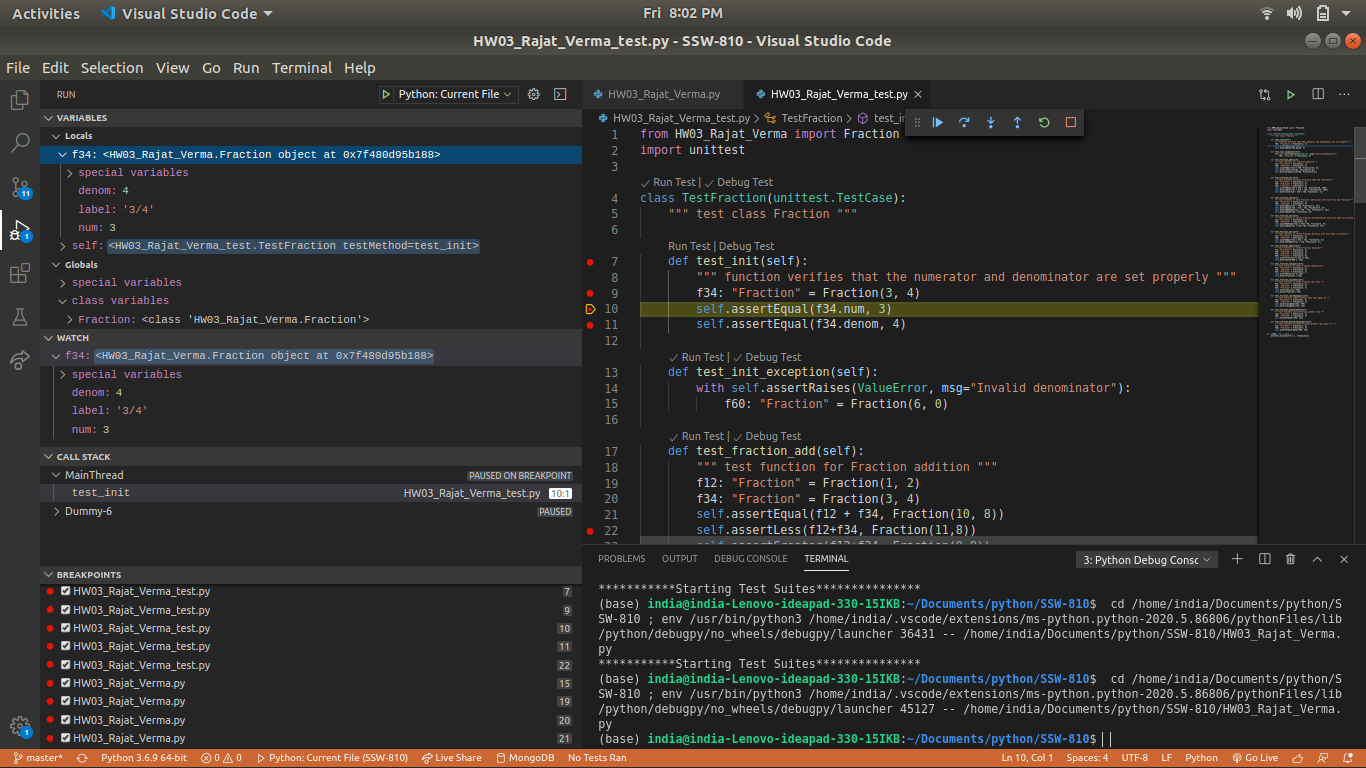 Activities Visual Studio Code Fri 8:02 PM
HW03_Rajat_Verma_test.py - SSW-810 - Visual Studio Code
File Edit Selection View Go Run Terminal Help
RUN Python: Current File
VARIABLES
Locals
f34: <HW03_Rajat_Verma.Fraction object at 0x7f480d95b188>
special variables
denom: 4
label: '3/4'
num: 3
self: <HW03_Rajat_Verma_test.TestFraction testMethod=test_init>
Globals
special variables
class variables
Fraction: <class 'HW03_Rajat_Verma.Fraction'>
WATCH
f34: <HW03_Rajat_Verma.Fraction object at 0x7f480d95b188>
special variables
denom: 4
label: '3/4'
num: 3
CALL STACK
MainThread PAUSED ON BREAKPOINT
test_init HW03_Rajat_Verma_test.py 10:1
Dummy-6 PAUSED
BREAKPOINTS
HW03_Rajat_Verma_test.py 7
HW03_Rajat_Verma_test.py 9
HW03_Rajat_Verma_test.py 10
HW03_Rajat_Verma_test.py 11
HW03_Rajat_Verma_test.py 22
HW03_Rajat_Verma.py 15
HW03_Rajat_Verma.py 19
HW03_Rajat_Verma.py 20
HW03_Rajat_Verma.py 21
11
1
1
HW03_Rajat_Verma.py HW03_Rajat_Verma_test.py
HW03_Rajat_Verma_test.py > TestFraction > test_in
1 from HW03_Rajat_Verma import Fraction
2 import unittest
3
Run Test | Debug Test
4 class TestFraction(unittest.TestCase):
5 """ test class Fraction """
6
Run Test | Debug Test
7 def test_init(self):
8 """ function verifies that the numerator and denominator are set properly """
9 f34: "Fraction" = Fraction(3, 4)
10 self.assertEqual(f34.num, 3)
11 self.assertEqual(f34.denom, 4)
12
Run Test | Debug Test
13 def test_init_exception(self):
14 with self.assertRaises(ValueError, msg="Invalid denominator"):
15 f60: "Fraction" = Fraction(6, 0)
16
Run Test | Debug Test
17 def test_fraction_add(self):
18 """ test function for Fraction addition """
19 f12: "Fraction" = Fraction(1, 2)
20 f34: "Fraction" = Fraction(3, 4)
21 self.assertEqual(f12 + f34, Fraction(10, 8))
22 self.assertLess(f12+f34, Fraction(11,8))
PROBLEMS OUTPUT DEBUG CONSOLE TERMINAL 3: Python Debug Consc
***********Starting Test Suites***************
(base) india@india-Lenovo-ideapad-330-15IKB:~/Documents/python/SSW-810$ cd /home/india/Documents/python/S
SW-810 ; env /usr/bin/python3 /home/india/.vscode/extensions/ms-python.python-2020.5.86806/pythonFiles/lib
/python/debugpy/no_wheels/debugpy/launcher 36431 -- /home/india/Documents/python/SSW-810/HW03_Rajat_Verma.
py
***********Starting Test Suites***************
(base) india@india-Lenovo-ideapad-330-15IKB:~/Documents/python/SSW-810$ cd /home/india/Documents/python/S
SW-810 ; env /usr/bin/python3 /home/india/.vscode/extensions/ms-python.python-2020.5.86806/pythonFiles/lib
/python/debugpy/no_wheels/debugpy/launcher 45127 -- /home/india/Documents/python/SSW-810/HW03_Rajat_Verma.
py
(base) india@india-Lenovo-ideapad-330-15IKB:~/Documents/python/SSW-810$
master* Python 3.6.9 64-bit 0 0 Python: Current File (SSW-810) Live Share MongoDB No Tests Ran Ln 10, Col 1 Spaces: 4 UTF-8 LF Python Go Live